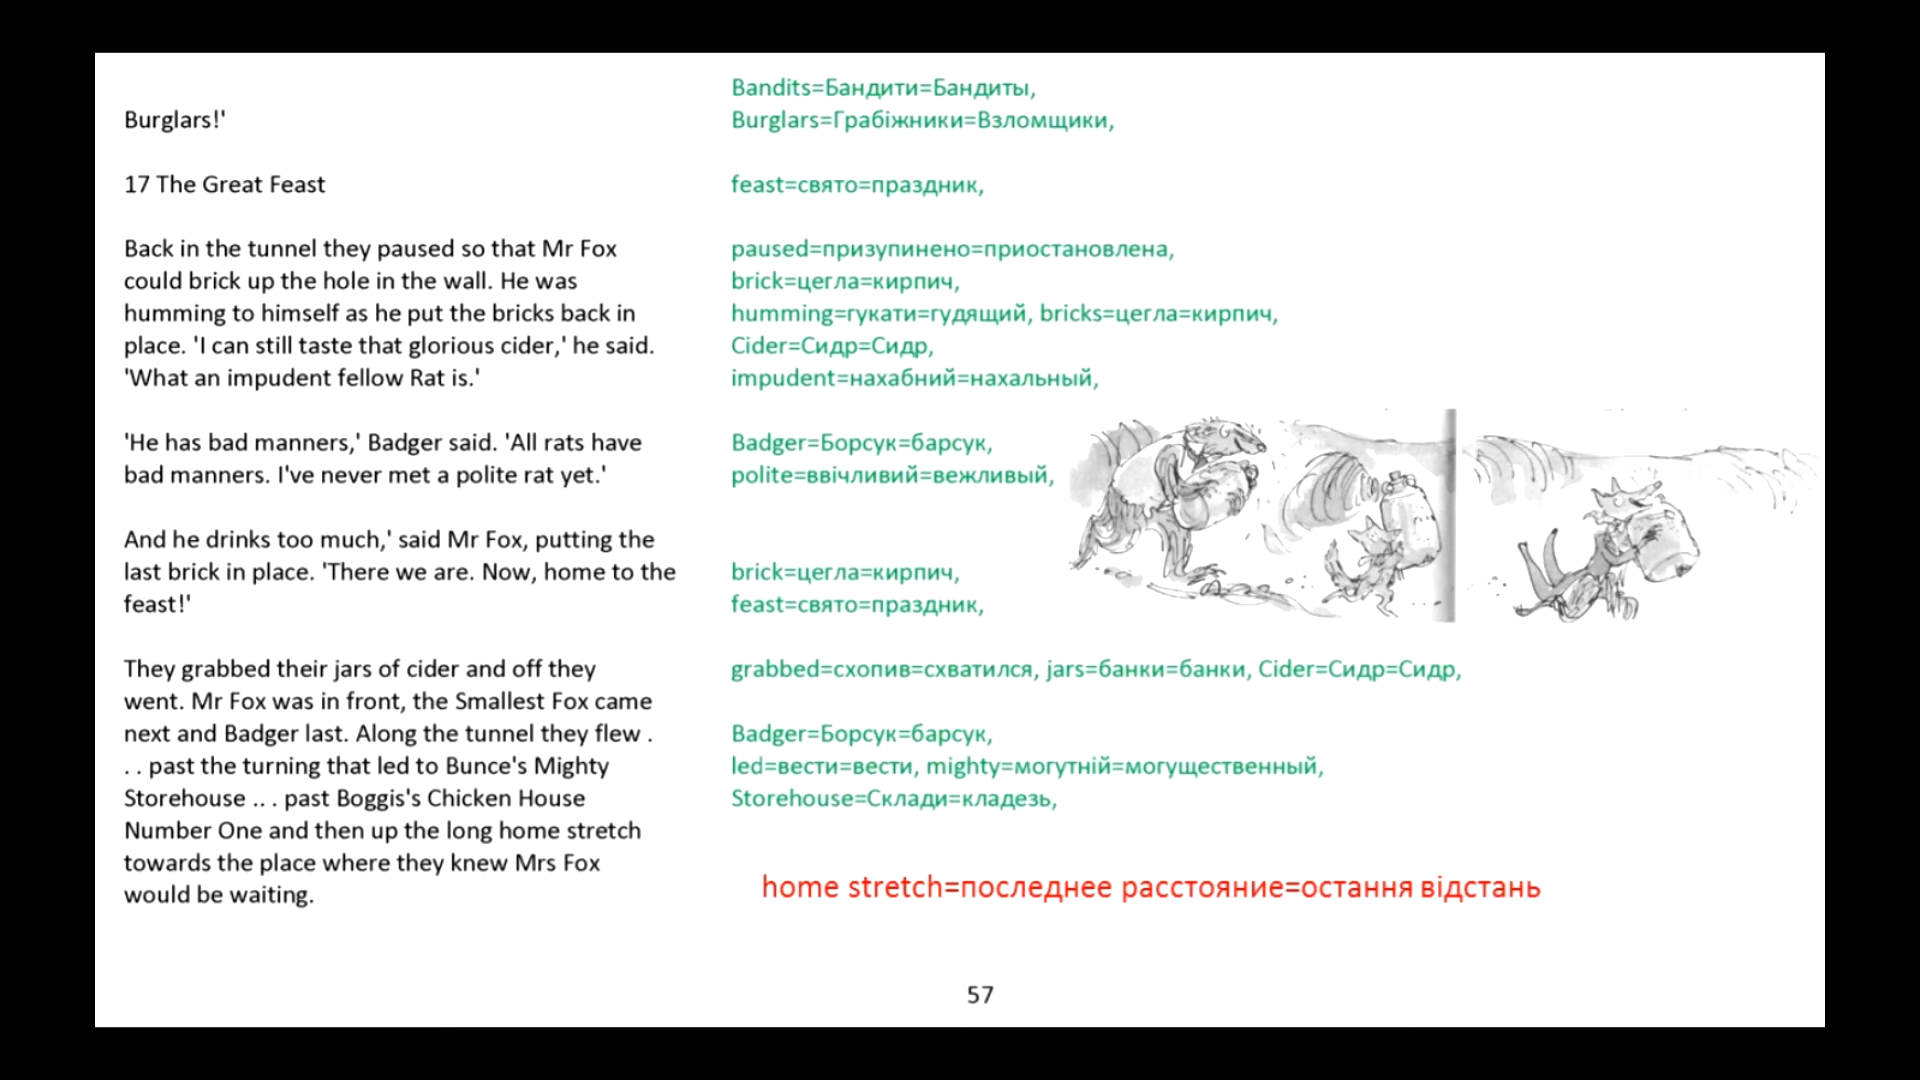 Burglars!'
17 The Great Feast
Back in the tunnel they paused so that Mr Fox
could brick up the hole in the wall. He was
humming to himself as he put the bricks back in
place. 'I can still taste that glorious cider,' he said.
'What an impudent fellow Rat is.'
'He has bad manners,' Badger said. 'All rats have
bad manners. I've never met a polite rat yet.'
And he drinks too much,' said Mr Fox, putting the
last brick in place. 'There we are. Now, home to the
feast!'
They grabbed their jars of cider and off they
went. Mr Fox was in front, the Smallest Fox came
next and Badger last. Along the tunnel they flew .
. . past the turning that led to Bunce's Mighty
Storehouse .. . past Boggis's Chicken House
Number One and then up the long home stretch
towards the place where they knew Mrs Fox
would be waiting.
Bandits=Бандити=Бандиты,
Burglars=Грабіжники=Взломщики,
feast=свято=праздник,
paused=призупинено=приостановлена,
brick=цегла=кирпич,
humming=гукати=гудящий, bricks=цегла=кирпич,
Cider=Сидр=Сидр,
impudent=нахабний=нахальный,
Badger=Борсук=барсук,
polite=ввічливий=вежливый,
brick=цегла=кирпич,
feast=свято=праздник,
grabbed=схопив=схватился, jars=банки=банки, Cider=Сидр=Сидр,
Badger=Борсук=барсук,
led=вести=вести, mighty=могутній=могущественный,
Storehouse=Склади=кладезь,
home stretch=последнее расстояние=остання відстань
57